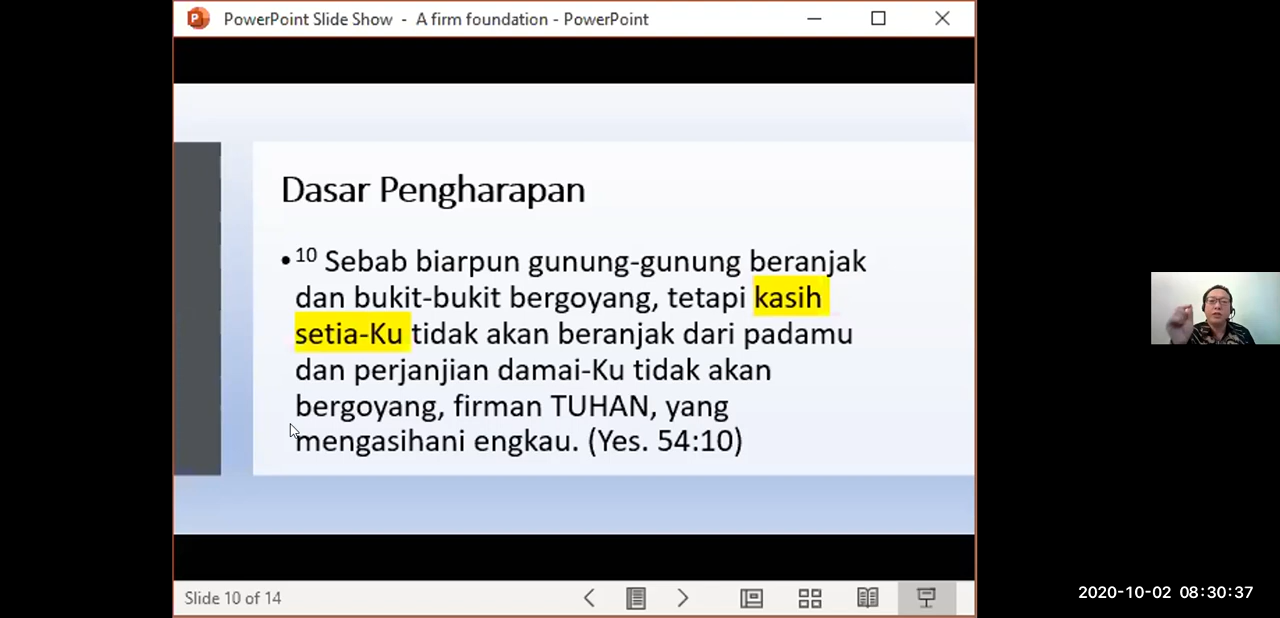 PowerPoint Slide Show - A firm foundation - PowerPoint
Dasar Pengharapan
• 10 Sebab biarpun gunung-gunung beranjak
dan bukit-bukit bergoyang, tetapi kasih
setia-Ku tidak akan beranjak dari padamu
dan perjanjian damai-Ku tidak akan
bergoyang, firman TUHAN, yang
mengasihani engkau. (Yes. 54:10)
Slide 10 of 14
2020-10-02 08:30:37